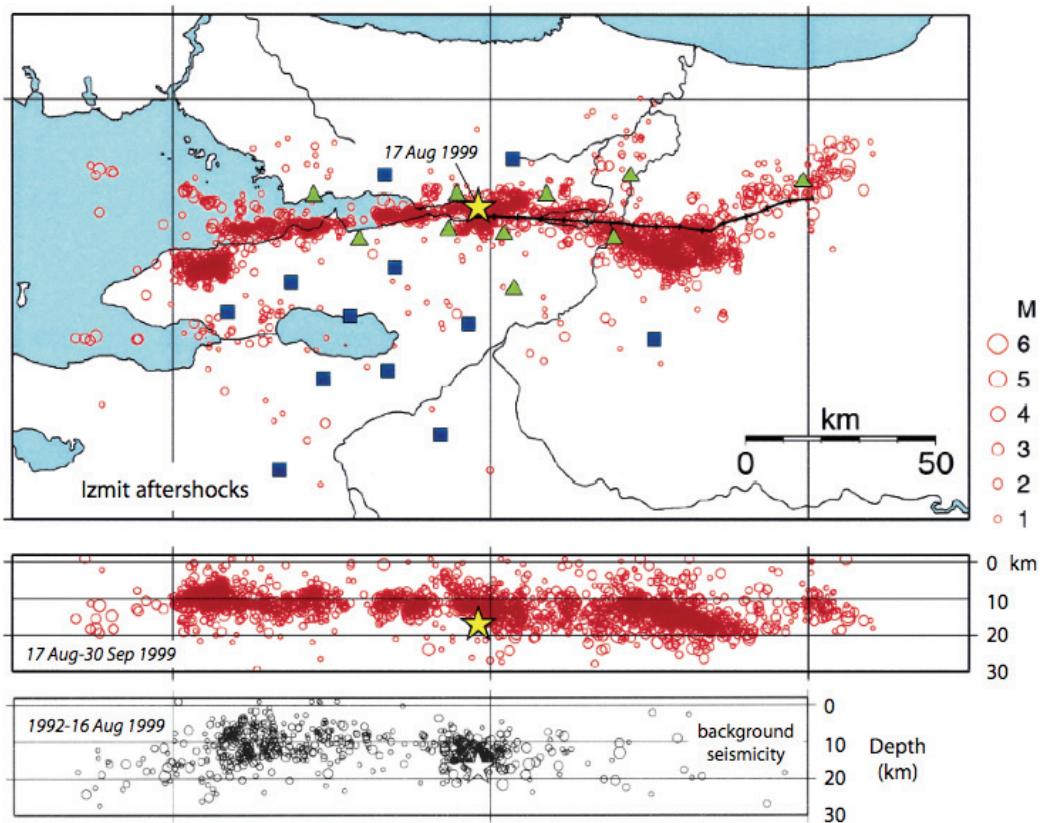 17 Aug 1999
M
6
5
4
3
2
1
km
0 50
Izmit aftershocks
0 km
10
20
30
17 Aug-30 Sep 1999
1992-16 Aug 1999
background
seismicity
0
10
20
30
Depth
(km)